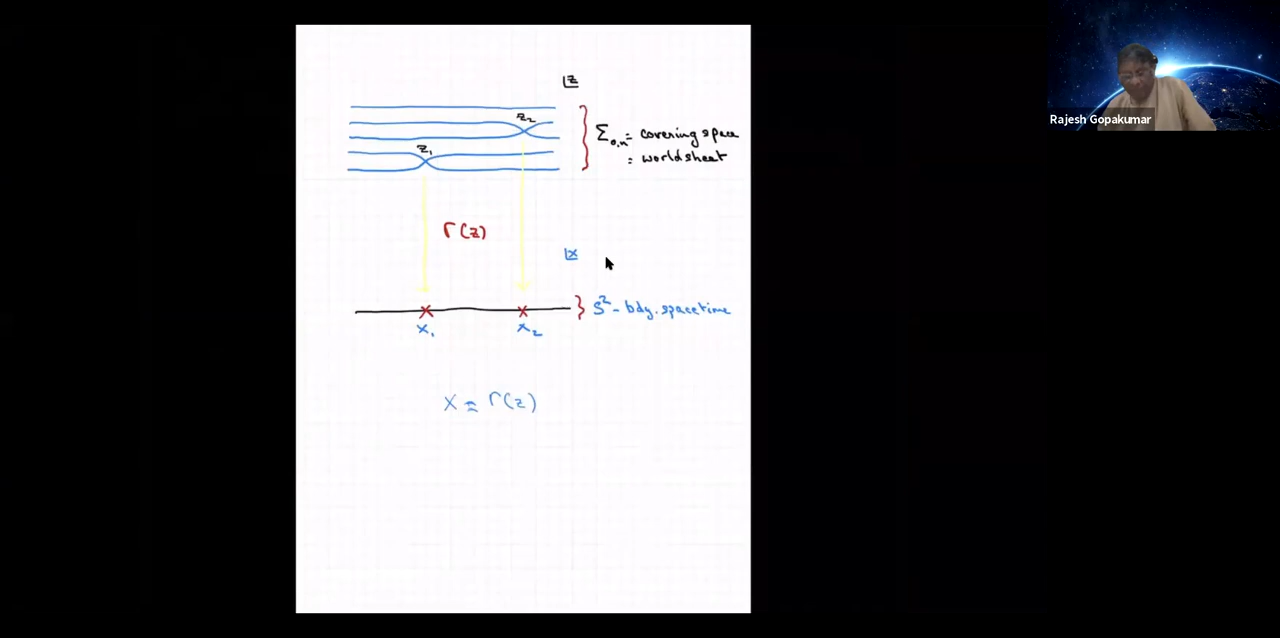 z
z₂
Σ₀,ₙ = covering space
z₁
= worldsheet
Γ(z)
x
S² - bdy. spacetime
x₁ x₂
x ≈ Γ(z)
Rajesh Gopakumar